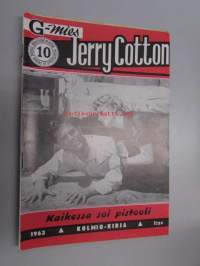 G-mies
10
Jerry Cotton
Kaikessa soi pistooli
1963 ▲ KOLMIO-KIRJA ▲